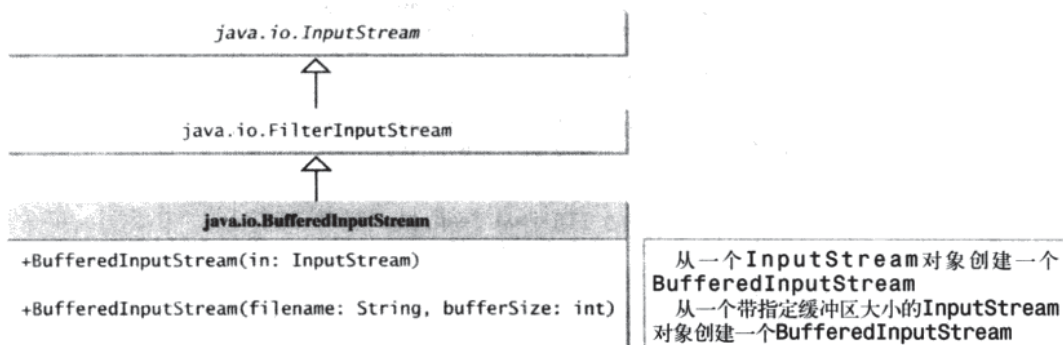 java.io.InputStream
java.io.FilterInputStream
java.io.BufferedInputStream
+BufferedInputStream(in: InputStream)
+BufferedInputStream(filename: String, bufferSize: int)
从一个InputStream对象创建一个
BufferedInputStream
从一个带指定缓冲区大小的InputStream
对象创建一个BufferedInputStream